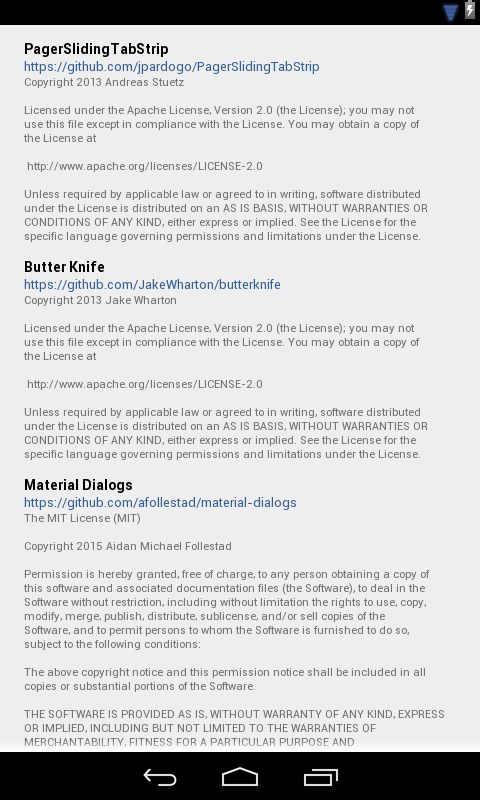 PagerSlidingTabStrip
https://github.com/jpardogo/PagerSlidingTabStrip
Copyright 2013 Andreas Stuetz
Licensed under the Apache License, Version 2.0 (the License); you may not
use this file except in compliance with the License. You may obtain a copy of
the License at
http://www.apache.org/licenses/LICENSE-2.0
Unless required by applicable law or agreed to in writing, software distributed
under the License is distributed on an AS IS BASIS, WITHOUT WARRANTIES OR
CONDITIONS OF ANY KIND, either express or implied. See the License for the
specific language governing permissions and limitations under the License.
Butter Knife
https://github.com/JakeWharton/butterknife
Copyright 2013 Jake Wharton
Licensed under the Apache License, Version 2.0 (the License); you may not
use this file except in compliance with the License. You may obtain a copy of
the License at
http://www.apache.org/licenses/LICENSE-2.0
Unless required by applicable law or agreed to in writing, software distributed
under the License is distributed on an AS IS BASIS, WITHOUT WARRANTIES OR
CONDITIONS OF ANY KIND, either express or implied. See the License for the
specific language governing permissions and limitations under the License.
Material Dialogs
https://github.com/afollestad/material-dialogs
The MIT License (MIT)
Copyright 2015 Aidan Michael Follestad
Permission is hereby granted, free of charge, to any person obtaining a copy of
this software and associated documentation files (the Software), to deal in the
Software without restriction, including without limitation the rights to use, copy,
modify, merge, publish, distribute, sublicense, and/or sell copies of the
Software, and to permit persons to whom the Software is furnished to do so,
subject to the following conditions:
The above copyright notice and this permission notice shall be included in all
copies or substantial portions of the Software.
THE SOFTWARE IS PROVIDED AS IS, WITHOUT WARRANTY OF ANY KIND, EXPRESS
OR IMPLIED, INCLUDING BUT NOT LIMITED TO THE WARRANTIES OF
MERCHANTABILITY, FITNESS FOR A PARTICULAR PURPOSE AND